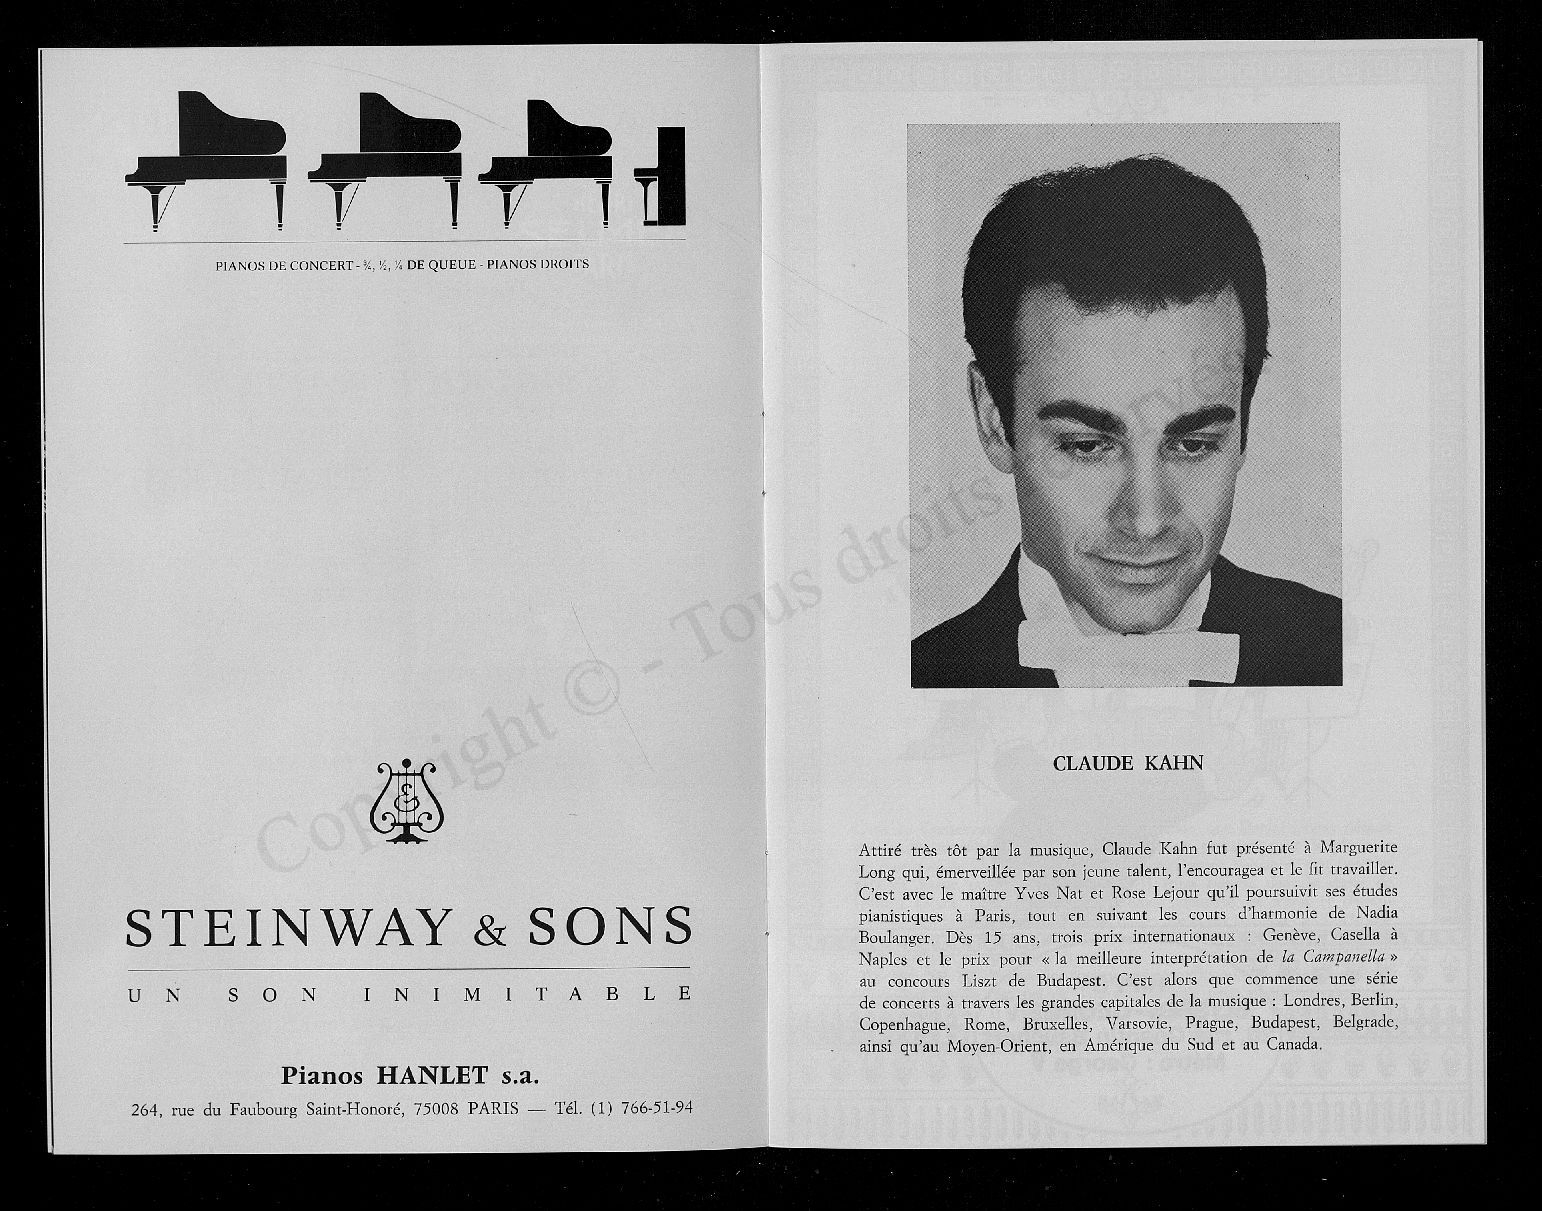 PIANOS DE CONCERT - ¾, ½, ¼ DE QUEUE - PIANOS DROITS
STEINWAY & SONS
UN SON INIMITABLE
Pianos HANLET s.a.
264, rue du Faubourg Saint-Honoré, 75008 PARIS — Tél. (1) 766-51-94
Copyright © - Tous droits réservés
CLAUDE KAHN
Attiré très tôt par la musique, Claude Kahn fut présenté à Marguerite
Long qui, émerveillée par son jeune talent, l'encouragea et le fit travailler.
C'est avec le maître Yves Nat et Rose Lejour qu'il poursuivit ses études
pianistiques à Paris, tout en suivant les cours d'harmonie de Nadia
Boulanger. Dès 15 ans, trois prix internationaux : Genève, Casella à
Naples et le prix pour « la meilleure interprétation de la Campanella »
au concours Liszt de Budapest. C'est alors que commence une série
de concerts à travers les grandes capitales de la musique : Londres, Berlin,
Copenhague, Rome, Bruxelles, Varsovie, Prague, Budapest, Belgrade,
ainsi qu'au Moyen-Orient, en Amérique du Sud et au Canada.